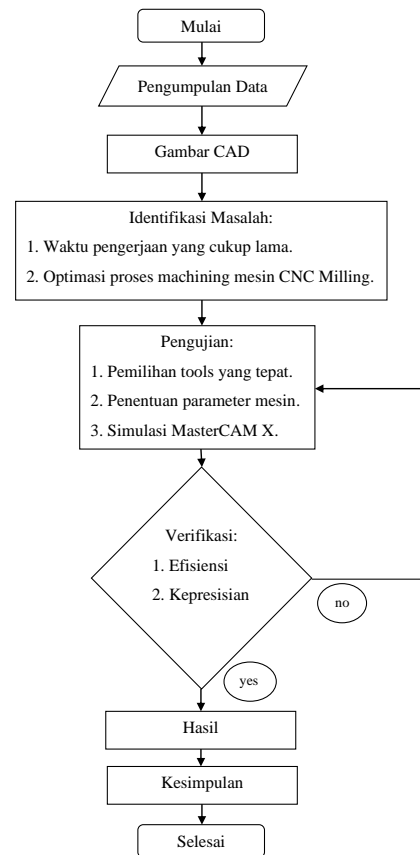 Mulai
Pengumpulan Data
Gambar CAD
Identifikasi Masalah:
1. Waktu pengerjaan yang cukup lama.
2. Optimasi proses machining mesin CNC Milling.
Pengujian:
1. Pemilihan tools yang tepat.
2. Penentuan parameter mesin.
3. Simulasi MasterCAM X.
Verifikasi:
1. Efisiensi
2. Kepresisian
no
yes
Hasil
Kesimpulan
Selesai